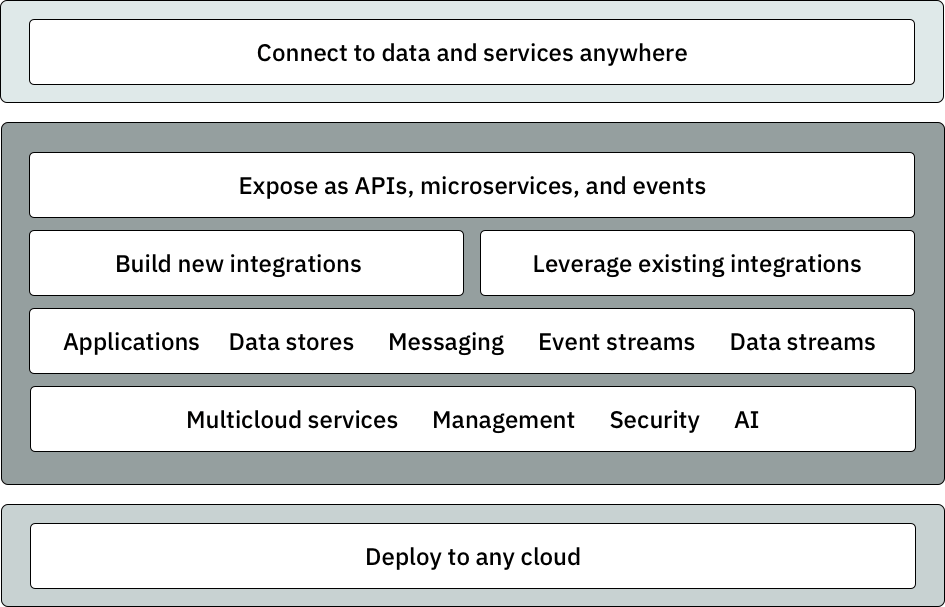 Connect to data and services anywhere
Expose as APIs, microservices, and events
Build new integrations
Leverage existing integrations
Applications Data stores Messaging Event streams Data streams
Multicloud services Management Security AI
Deploy to any cloud